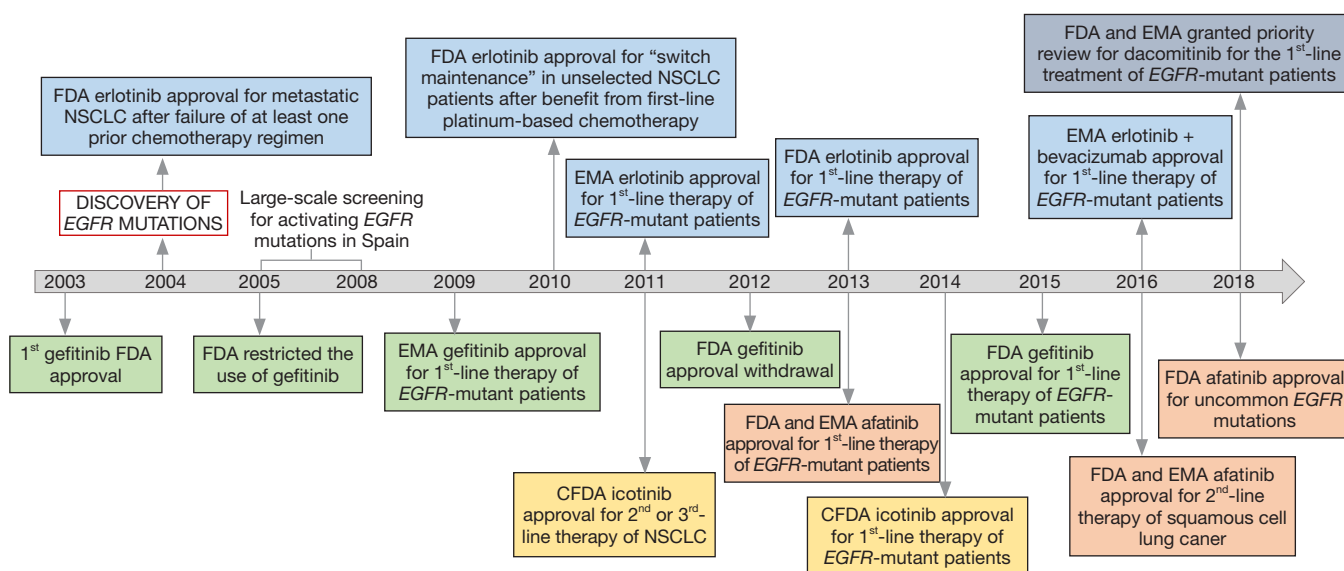 FDA and EMA granted priority
review for dacomitinib for the 1st-line
treatment of EGFR-mutant patients
FDA erlotinib approval for “switch
maintenance” in unselected NSCLC
patients after benefit from first-line
platinum-based chemotherapy
FDA erlotinib approval for metastatic
NSCLC after failure of at least one
prior chemotherapy regimen
EMA erlotinib +
bevacizumab approval
for 1st-line therapy of
EGFR-mutant patients
FDA erlotinib approval
for 1st-line therapy of
EGFR-mutant patients
EMA erlotinib approval
for 1st-line therapy of
EGFR-mutant patients
DISCOVERY OF
EGFR MUTATIONS
Large-scale screening
for activating EGFR
mutations in Spain
2003 2004 2005 2008 2009 2010 2011 2012 2013 2014 2015 2016 2018
1st gefitinib FDA
approval
FDA restricted the
use of gefitinib
EMA gefitinib approval
for 1st-line therapy of
EGFR-mutant patients
FDA gefitinib
approval withdrawal
FDA gefitinib
approval for 1st-
line therapy of EGFR-
mutant patients
FDA afatinib approval
for uncommon EGFR
mutations
FDA and EMA afatinib
approval for 1st-line therapy
of EGFR-mutant patients
FDA and EMA afatinib
approval for 2nd-line
therapy of squamous cell
lung caner
CFDA icotinib
approval for 2nd or 3rd-
line therapy of NSCLC
CFDA icotinib approval
for 1st-line therapy of
EGFR-mutant patients